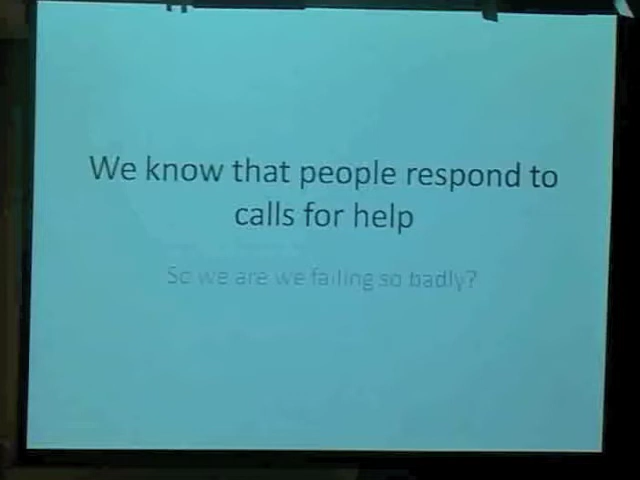 We know that people respond to
calls for help
So we are we failing so badly?